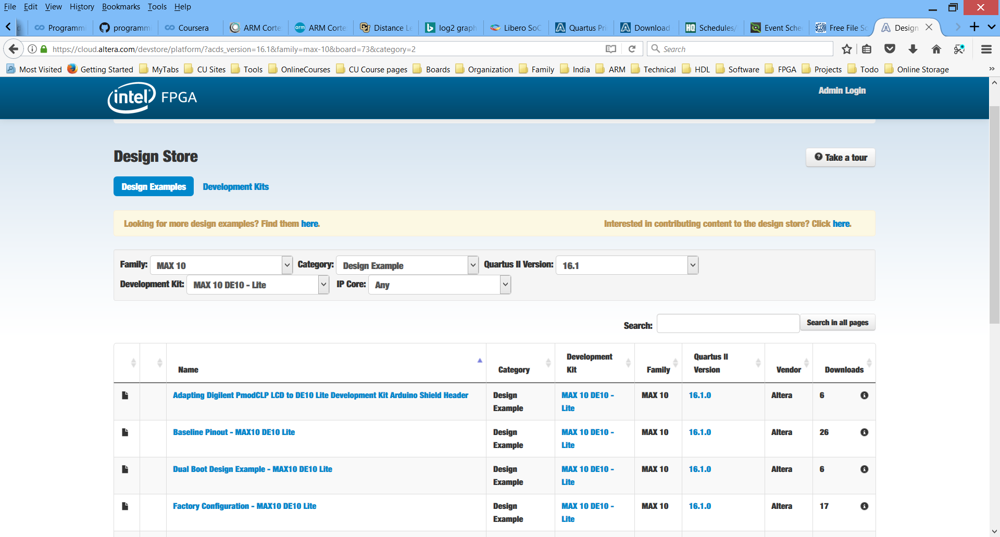 File Edit View History Bookmarks Tools Help
Programmi programmi Coursera ARM Corte ARM Corte Distance Le log2 graph Libero SoC Quartus Pri Download Schedules/ Event Sche Free File Sc Design
https://cloud.altera.com/devstore/platform/?acds_version=16.1&family=max-10&board=73&category=2 Search
Most Visited Getting Started MyTabs CU Sites Tools OnlineCourses CU Course pages Boards Organization Family India ARM Technical HDL Software FPGA Projects Todo Online Storage
intel FPGA Admin Login
Design Store Take a tour
Design Examples Development Kits
Looking for more design examples? Find them here. Interested in contributing content to the design store? Click here.
Family: MAX 10 Category: Design Example Quartus II Version: 16.1
Development Kit: MAX 10 DE10 - Lite IP Core: Any
Search: Search in all pages
Name Category Development Kit Family Quartus II Version Vendor Downloads
Adapting Digilent PmodCLP LCD to DE10 Lite Development Kit Arduino Shield Header Design Example MAX 10 DE10 - Lite MAX 10 16.1.0 Altera 6
Baseline Pinout - MAX10 DE10 Lite Design Example MAX 10 DE10 - Lite MAX 10 16.1.0 Altera 26
Dual Boot Design Example - MAX10 DE10 Lite Design Example MAX 10 DE10 - Lite MAX 10 16.1.0 Altera 6
Factory Configuration - MAX10 DE10 Lite Design Example MAX 10 DE10 - Lite MAX 10 16.1.0 Altera 17